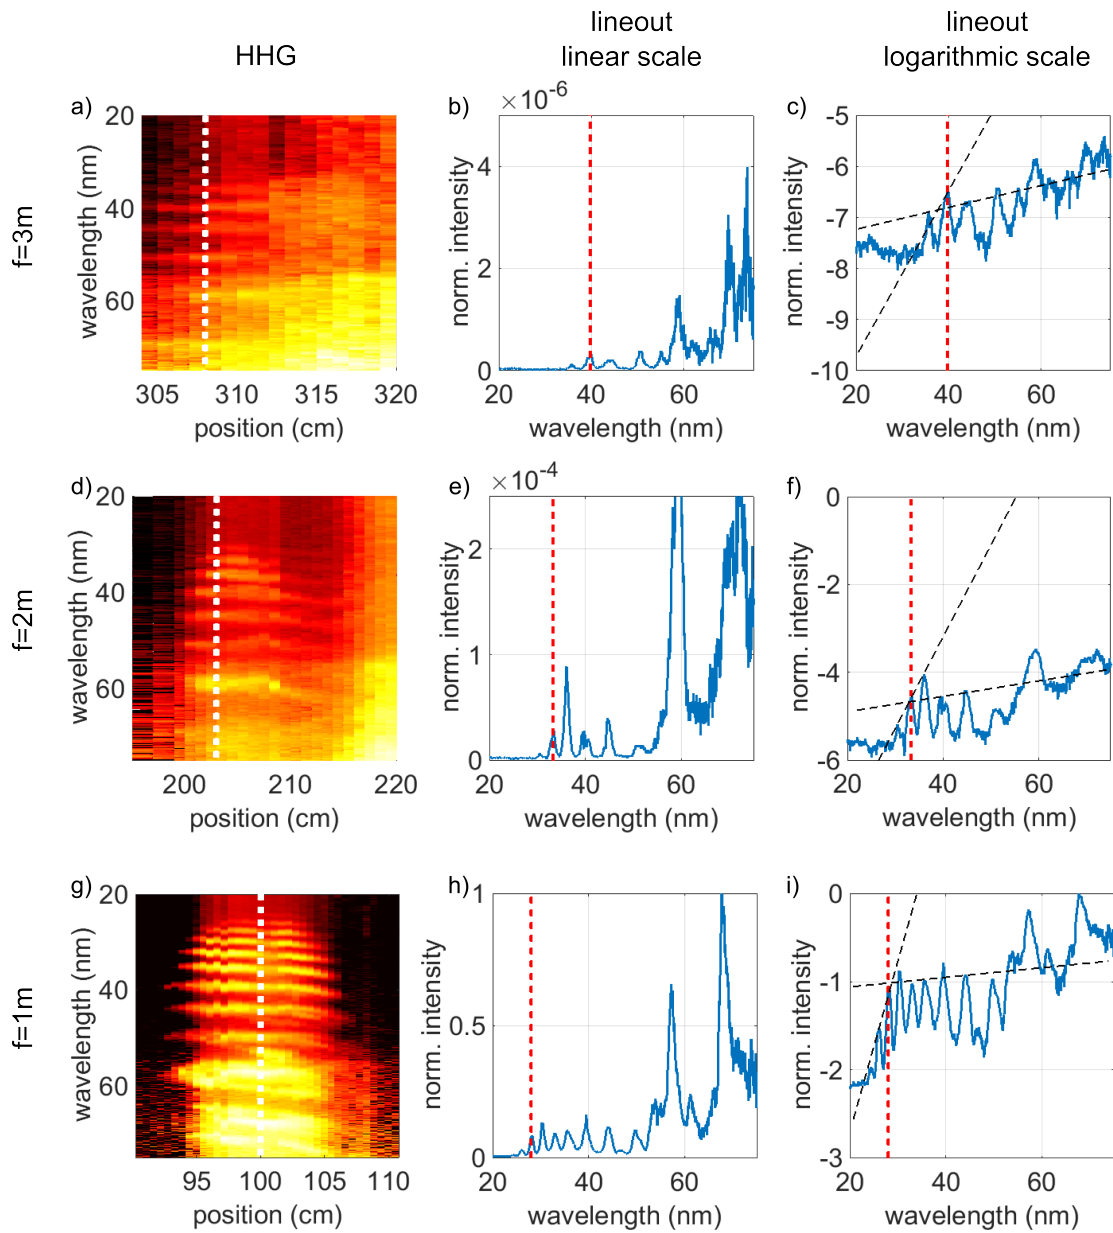 HHG
lineout
linear scale
lineout
logarithmic scale
f=3m
a)
20
40
60
wavelength (nm)
305 310 315 320
position (cm)
b)
×10-6
4
2
0
norm. intensity
20 40 60
wavelength (nm)
c)
-5
-6
-7
-8
-9
-10
norm. intensity
20 40 60
wavelength (nm)
f=2m
d)
20
40
60
wavelength (nm)
200 210 220
position (cm)
e)
×10-4
2
0
norm. intensity
20 40 60
wavelength (nm)
f)
0
-2
-4
-6
norm. intensity
20 40 60
wavelength (nm)
f=1m
g)
20
40
60
wavelength (nm)
95 100 105 110
position (cm)
h)
1
0.5
0
norm. intensity
20 40 60
wavelength (nm)
i)
0
-1
-2
-3
norm. intensity
20 40 60
wavelength (nm)